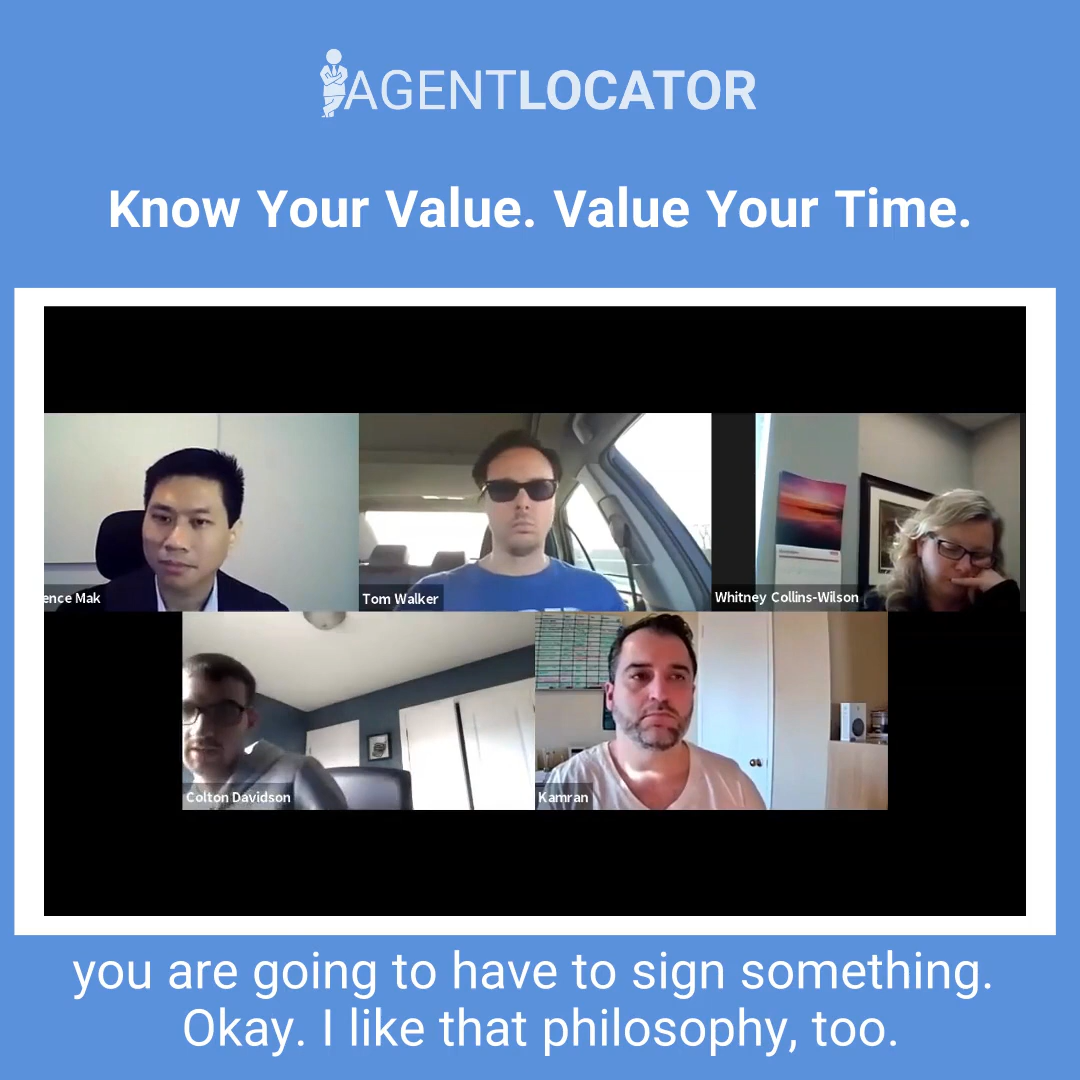 AGENTLOCATOR
Know Your Value. Value Your Time.
ence Mak
Tom Walker
Whitney Collins-Wilson
Colton Davidson
Kamran
you are going to have to sign something.
Okay. I like that philosophy, too.